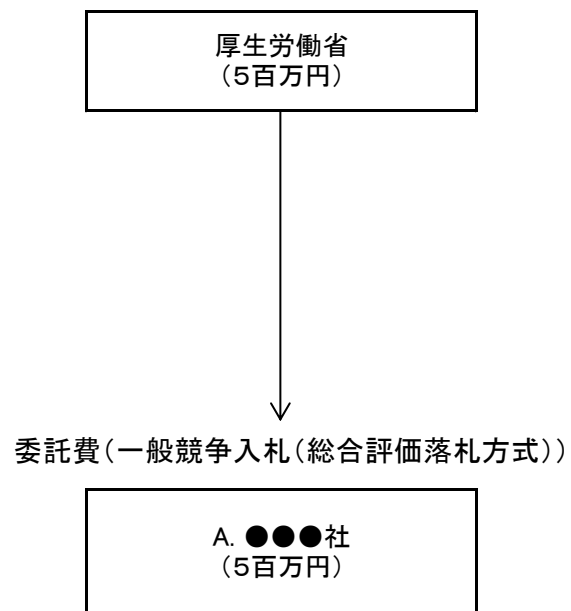 厚生労働省
（５百万円）
委託費（一般競争入札（総合評価落札方式））
A. ●●●社
（５百万円）